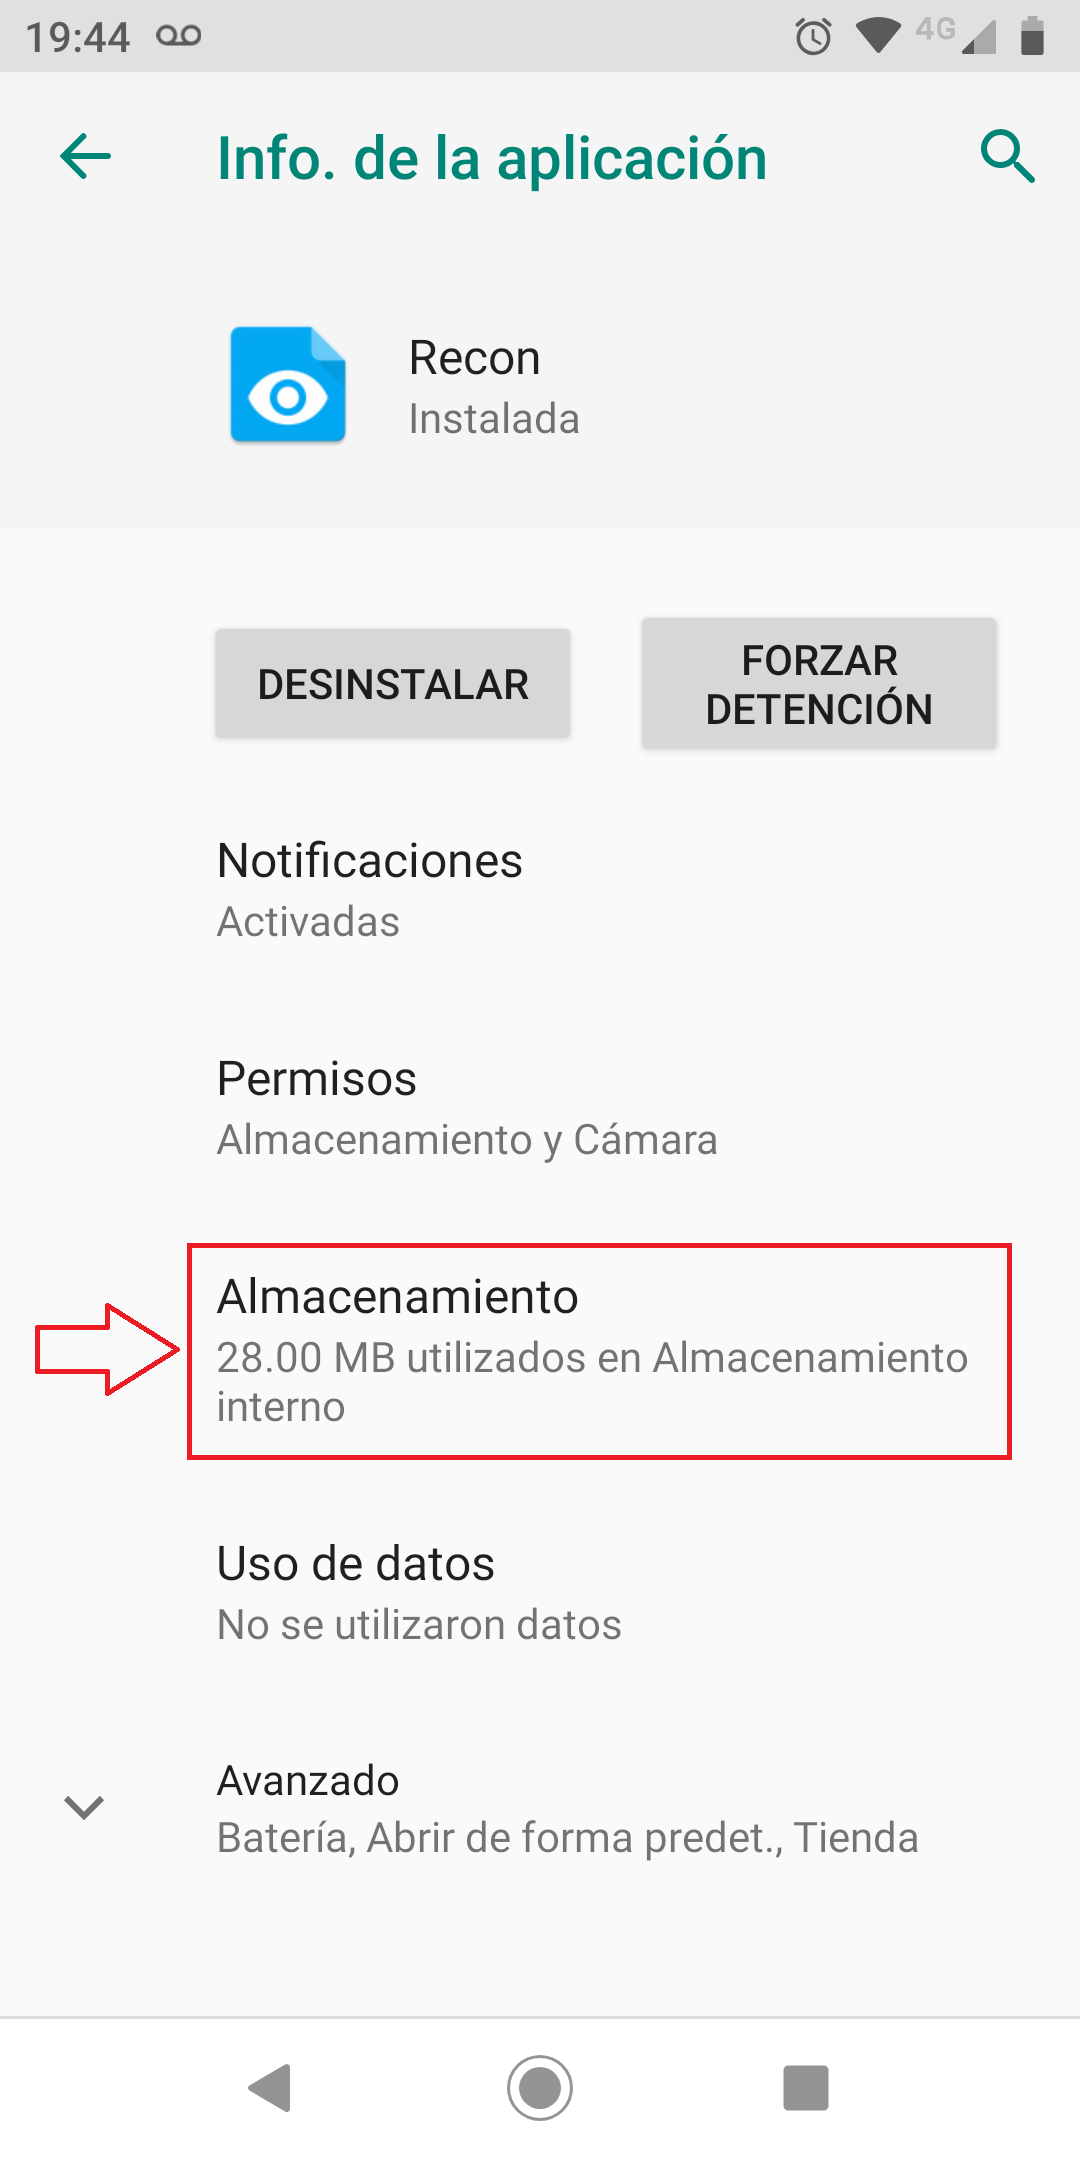 19:44
4G
Info. de la aplicación
Recon
Instalada
DESINSTALAR
FORZAR
DETENCIÓN
Notificaciones
Activadas
Permisos
Almacenamiento y Cámara
Almacenamiento
28.00 MB utilizados en Almacenamiento
interno
Uso de datos
No se utilizaron datos
Avanzado
Batería, Abrir de forma predet., Tienda